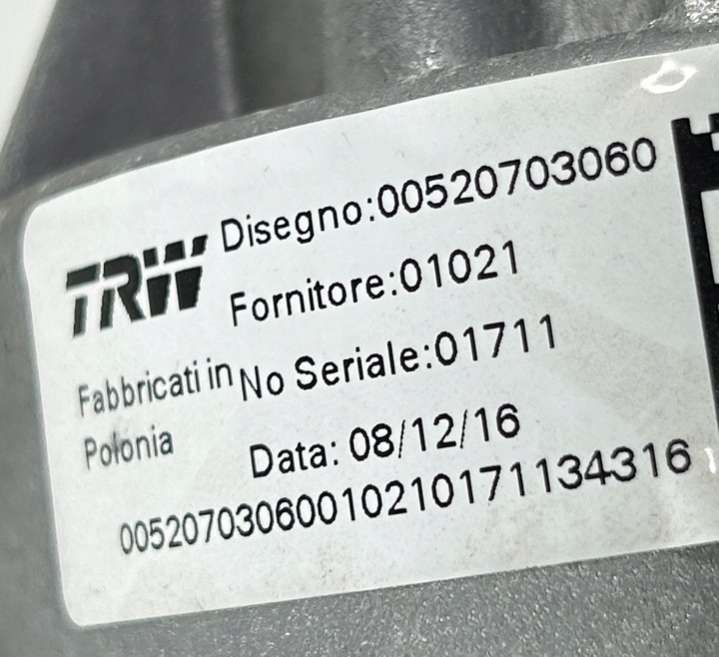 TRW
Disegno:00520703060
Fornitore:01021
Fabbricati in
Polonia
No Seriale:01711
Data: 08/12/16
00520703060010210171134316